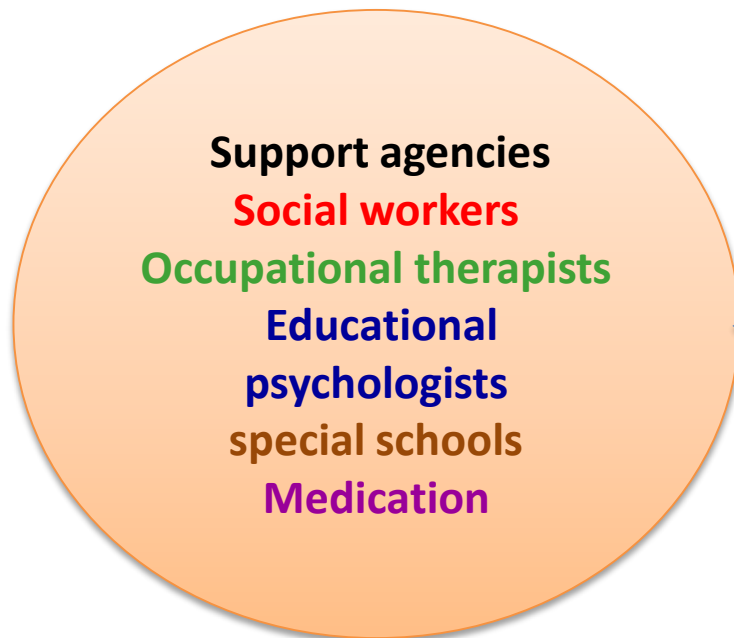 Support agencies
Social workers
Occupational therapists
Educational
psychologists
special schools
Medication